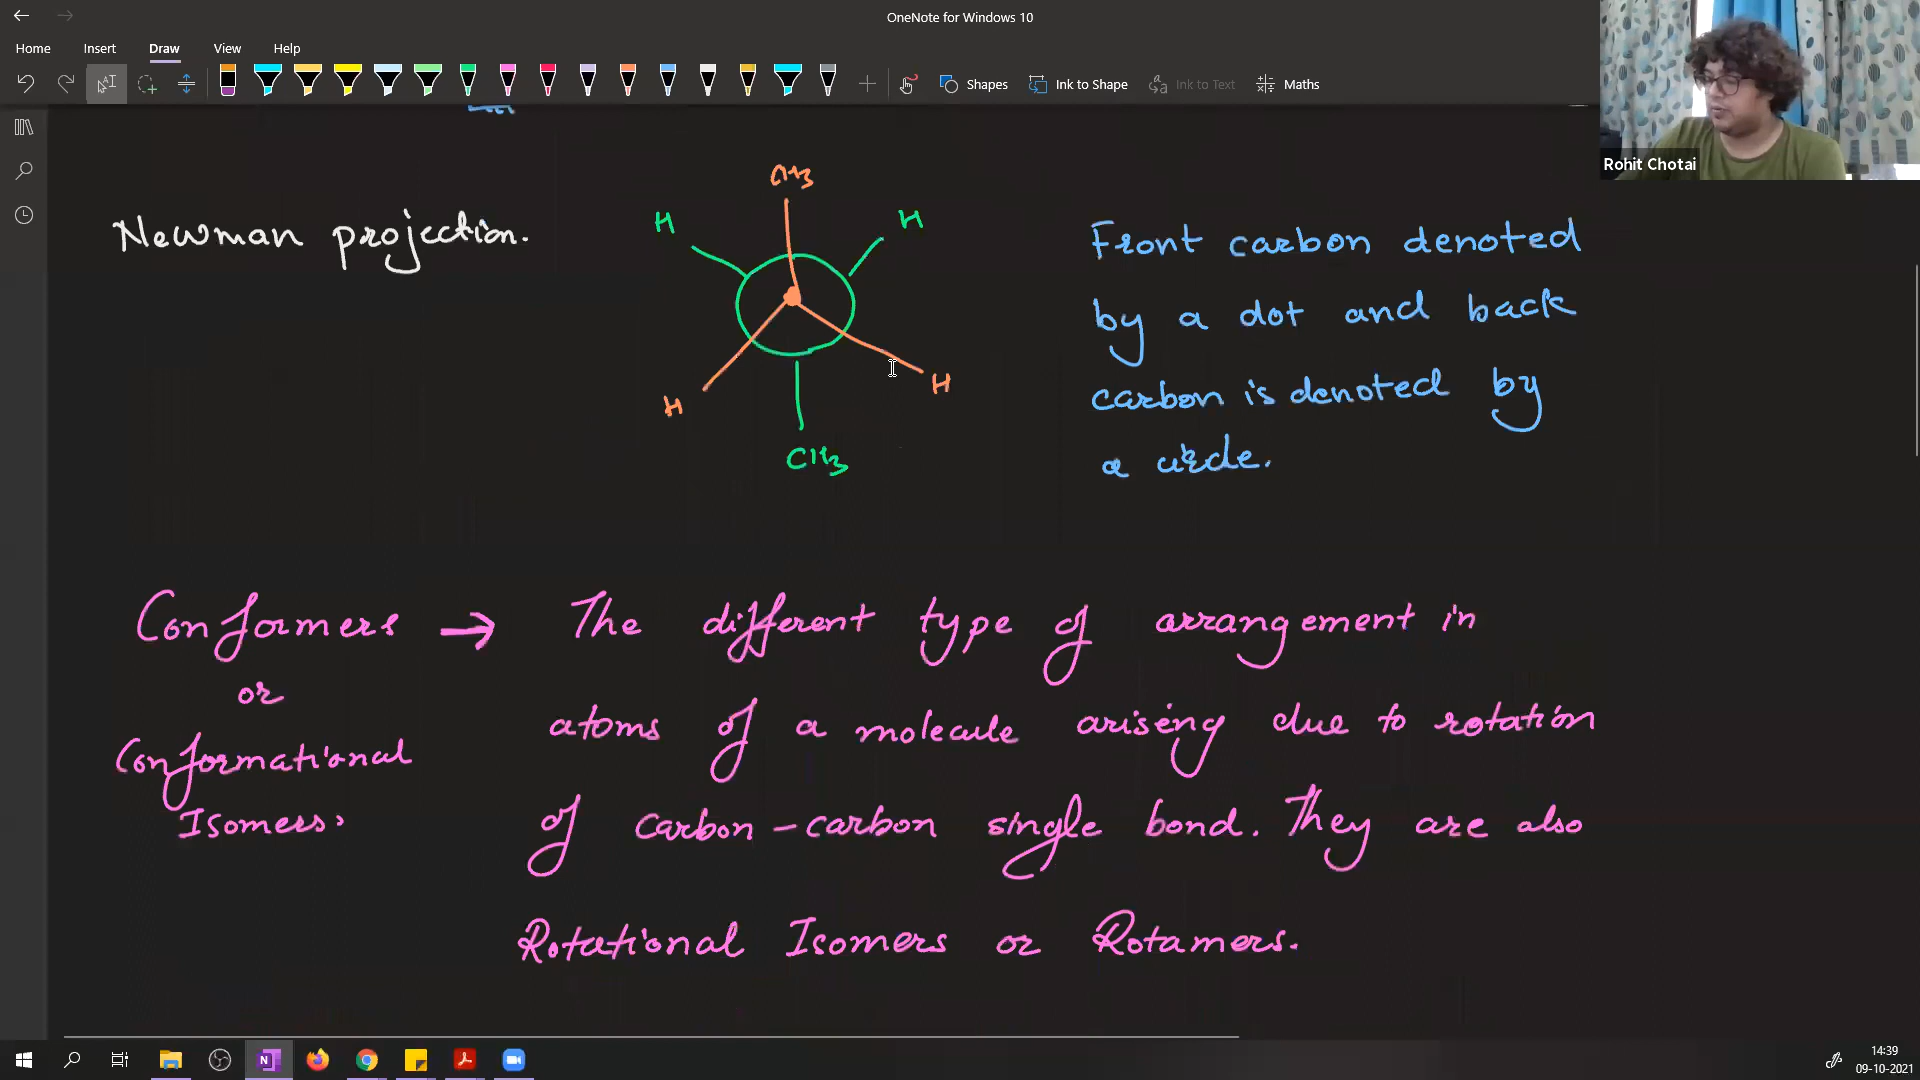 OneNote for Windows 10
Home Insert Draw View Help
Shapes Ink to Shape Ink to Text Maths
Rohit Chotai
Newman projection.
CH3
H H
H H
CH3
Front carbon denoted
by a dot and back
carbon is denoted by
a circle.
Conformers → The different type of arrangement in
or
atoms of a molecule arising due to rotation
Conformational
Isomers. of carbon-carbon single bond. They are also
Rotational Isomers or Rotamers.
14:39
09-10-2021